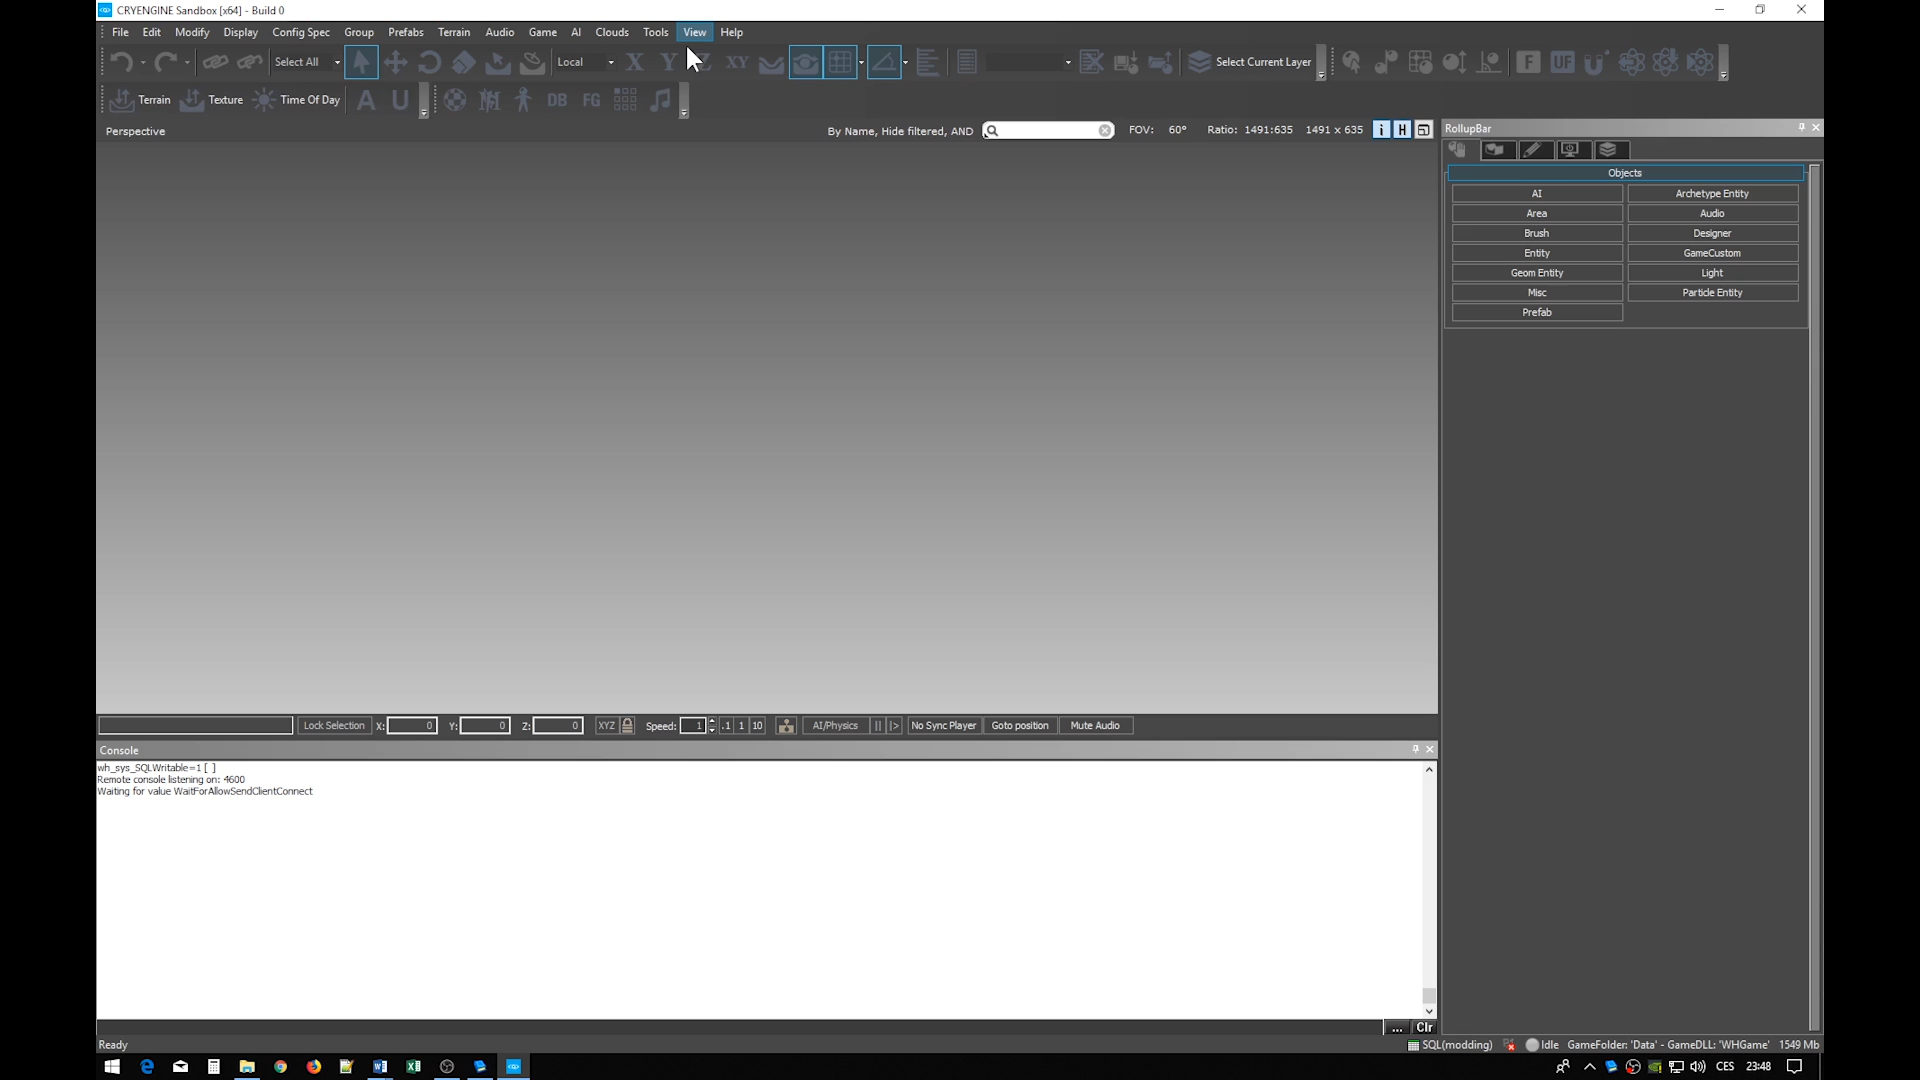 CRYENGINE Sandbox [x64] - Build 0
File Edit Modify Display Config Spec Group Prefabs Terrain Audio Game AI Clouds Tools View Help
Select All Local X Y Z XY Select Current Layer F UF
Terrain Texture Time Of Day A U DB FG
Perspective By Name, Hide filtered, AND FOV: 60° Ratio: 1491:635 1491 x 635 i H
RollupBar
Objects
AI Archetype Entity
Area Audio
Brush Designer
Entity GameCustom
Geom Entity Light
Misc Particle Entity
Prefab
Lock Selection X: 0 Y: 0 Z: 0 XYZ Speed: 1 .1 1 10 AI/Physics || |> No Sync Player Goto position Mute Audio
Console
wh_sys_SQLWritable=1 [ ]
Remote console listening on: 4600
Waiting for value WaitForAllowSendClientConnect
... Clr
Ready SQL(modding) Idle GameFolder: 'Data' - GameDLL: 'WHGame' 1549 Mb
CES 23:48